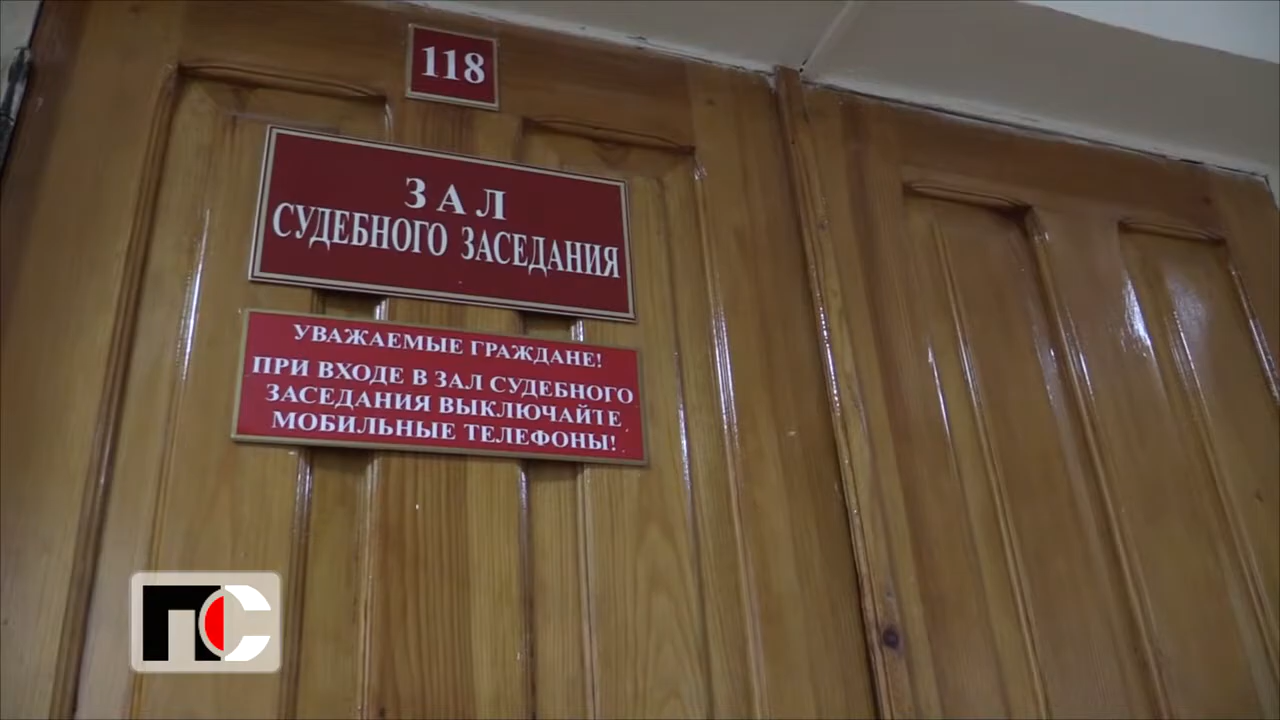 118
ЗАЛ
СУДЕБНОГО ЗАСЕДАНИЯ
УВАЖАЕМЫЕ ГРАЖДАНЕ!
ПРИ ВХОДЕ В ЗАЛ СУДЕБНОГО
ЗАСЕДАНИЯ ВЫКЛЮЧАЙТЕ
МОБИЛЬНЫЕ ТЕЛЕФОНЫ!
ПС